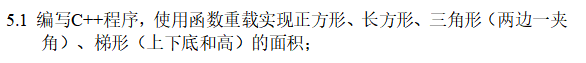 5.1 编写C++程序，使用函数重载实现正方形、长方形、三角形（两边一夹
角）、梯形（上下底和高）的面积；